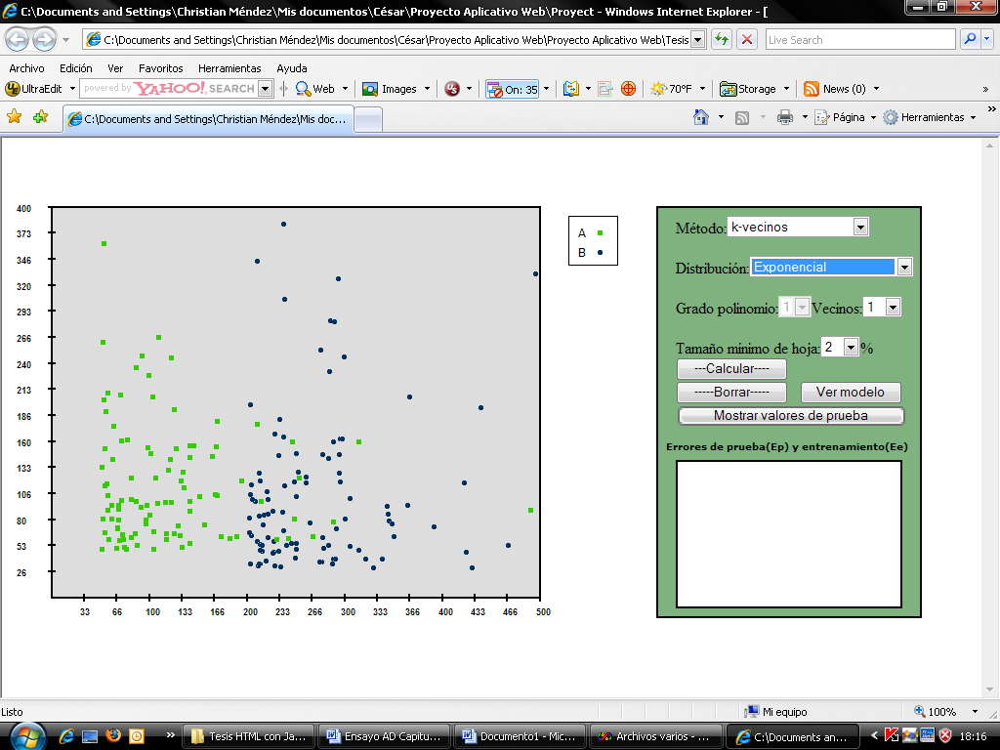 C:\Documents and Settings\Christian Méndez\Mis documentos\César\Proyecto Aplicativo Web\Proyect - Windows Internet Explorer - [
C:\Documents and Settings\Christian Méndez\Mis documentos\César\Proyecto Aplicativo Web\Proyecto Aplicativo Web\Tesis
Live Search
Archivo Edición Ver Favoritos Herramientas Ayuda
UltraEdit powered by YAHOO! SEARCH Web Images On: 35 70°F Storage News (0) »
C:\Documents and Settings\Christian Méndez\Mis doc... Página Herramientas »
400
373
346
320
293
266
240
213
186
160
133
106
80
53
26
33 66 100 133 166 200 233 266 300 333 366 400 433 466 500
A
B
Método: k-vecinos
Distribución: Exponencial
Grado polinomio: 1 Vecinos: 1
Tamaño minimo de hoja: 2 %
---Calcular----
-----Borrar----- Ver modelo
Mostrar valores de prueba
Errores de prueba(Ep) y entrenamiento(Ee)
Listo Mi equipo 100%
» Tesis HTML con Ja... Ensayo AD Capitu... Documento1 - Mic... Archivos varios - ... C:\Documents an... 18:16